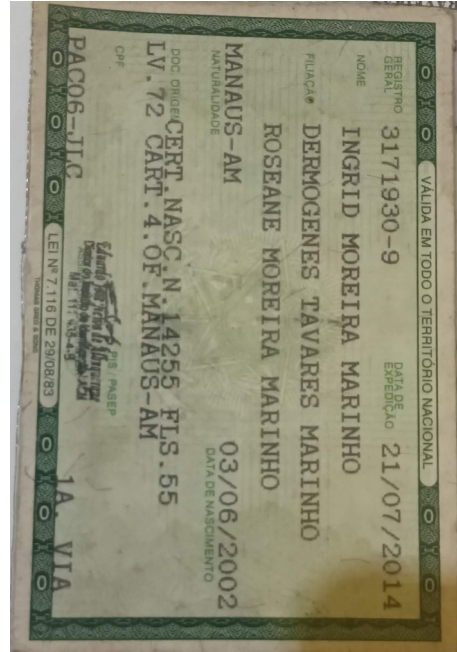 VÁLIDA EM TODO O TERRITÓRIO NACIONAL
REGISTRO GERAL 3171930-9 DATA DE EXPEDIÇÃO 21/07/2014
NOME INGRID MOREIRA MARINHO
FILIAÇÃO DERMOGENES TAVARES MARINHO
ROSEANE MOREIRA MARINHO
MANAUS-AM 03/06/2002
NATURALIDADE DATA DE NASCIMENTO
DOC. ORIGEM CERT.NASC.N.14255 FLS.55
LV.72 CART.4.OF.MANAUS-AM
CPF PIS / PASEP
PAC06-JLC 1A. VIA
LEI Nº 7.116 DE 29/08/83